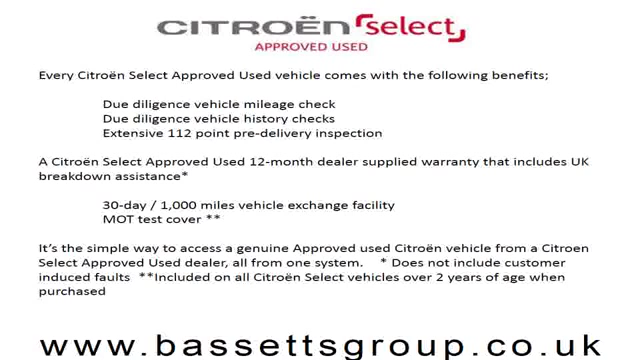 CITROËN select
APPROVED USED
Every Citroën Select Approved Used vehicle comes with the following benefits;
Due diligence vehicle mileage check
Due diligence vehicle history checks
Extensive 112 point pre-delivery inspection
A Citroën Select Approved Used 12-month dealer supplied warranty that includes UK
breakdown assistance*
30-day / 1,000 miles vehicle exchange facility
MOT test cover **
It's the simple way to access a genuine Approved used Citroën vehicle from a Citroen
Select Approved Used dealer, all from one system. * Does not include customer
induced faults **Included on all Citroën Select vehicles over 2 years of age when
purchased
www.bassettsgroup.co.uk